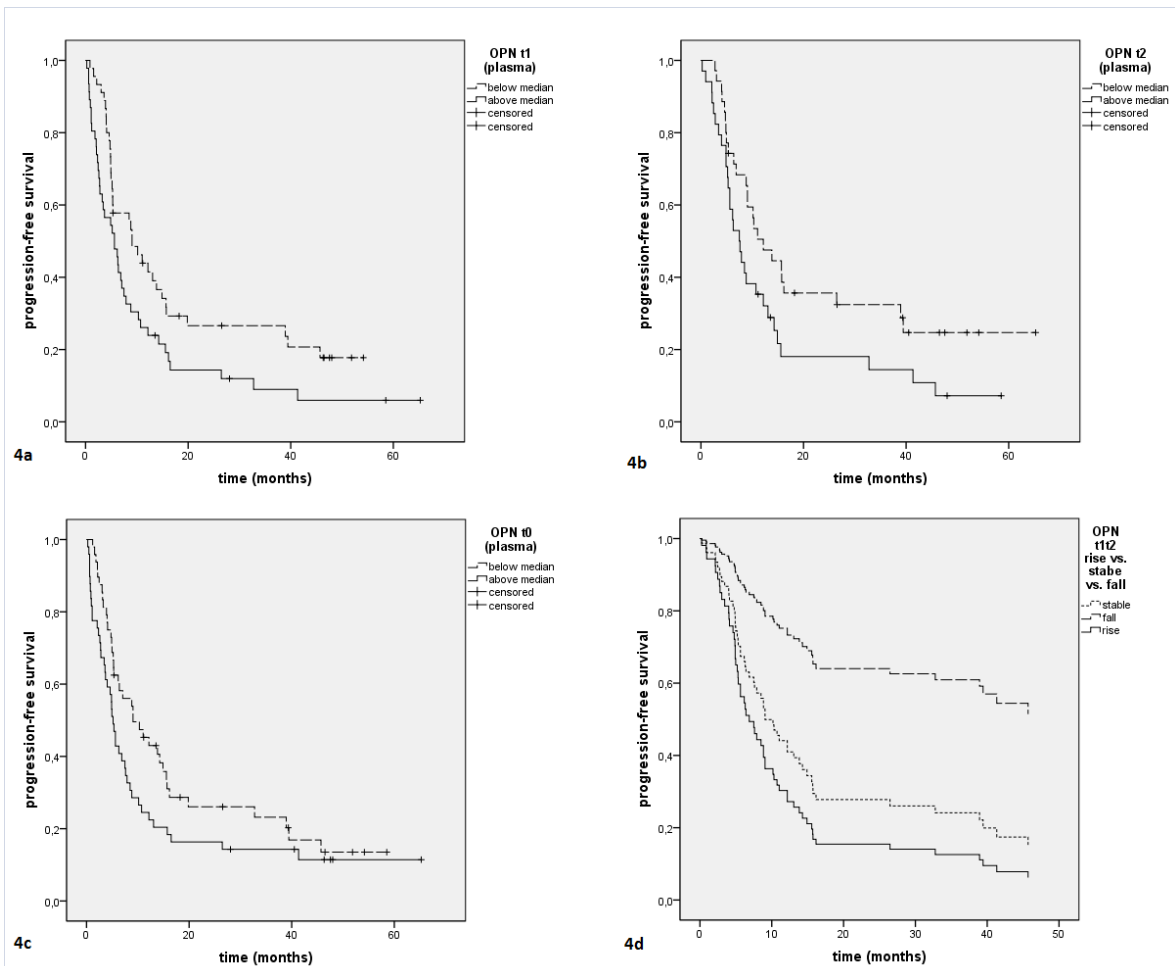 OPN t1
(plasma)
below median
above median
censored
censored
progression-free survival
1,0
0,8
0,6
0,4
0,2
0,0
0
20
40
60
time (months)
4a
OPN t2
(plasma)
below median
above median
censored
censored
progression-free survival
1,0
0,8
0,6
0,4
0,2
0,0
0
20
40
60
time (months)
4b
OPN t0
(plasma)
below median
above median
censored
censored
progression-free survival
1,0
0,8
0,6
0,4
0,2
0,0
0
20
40
60
time (months)
4c
OPN
t1t2
rise vs.
stabe
vs. fall
stable
fall
rise
progression-free survival
1,0
0,8
0,6
0,4
0,2
0,0
0
10
20
30
40
50
time (months)
4d